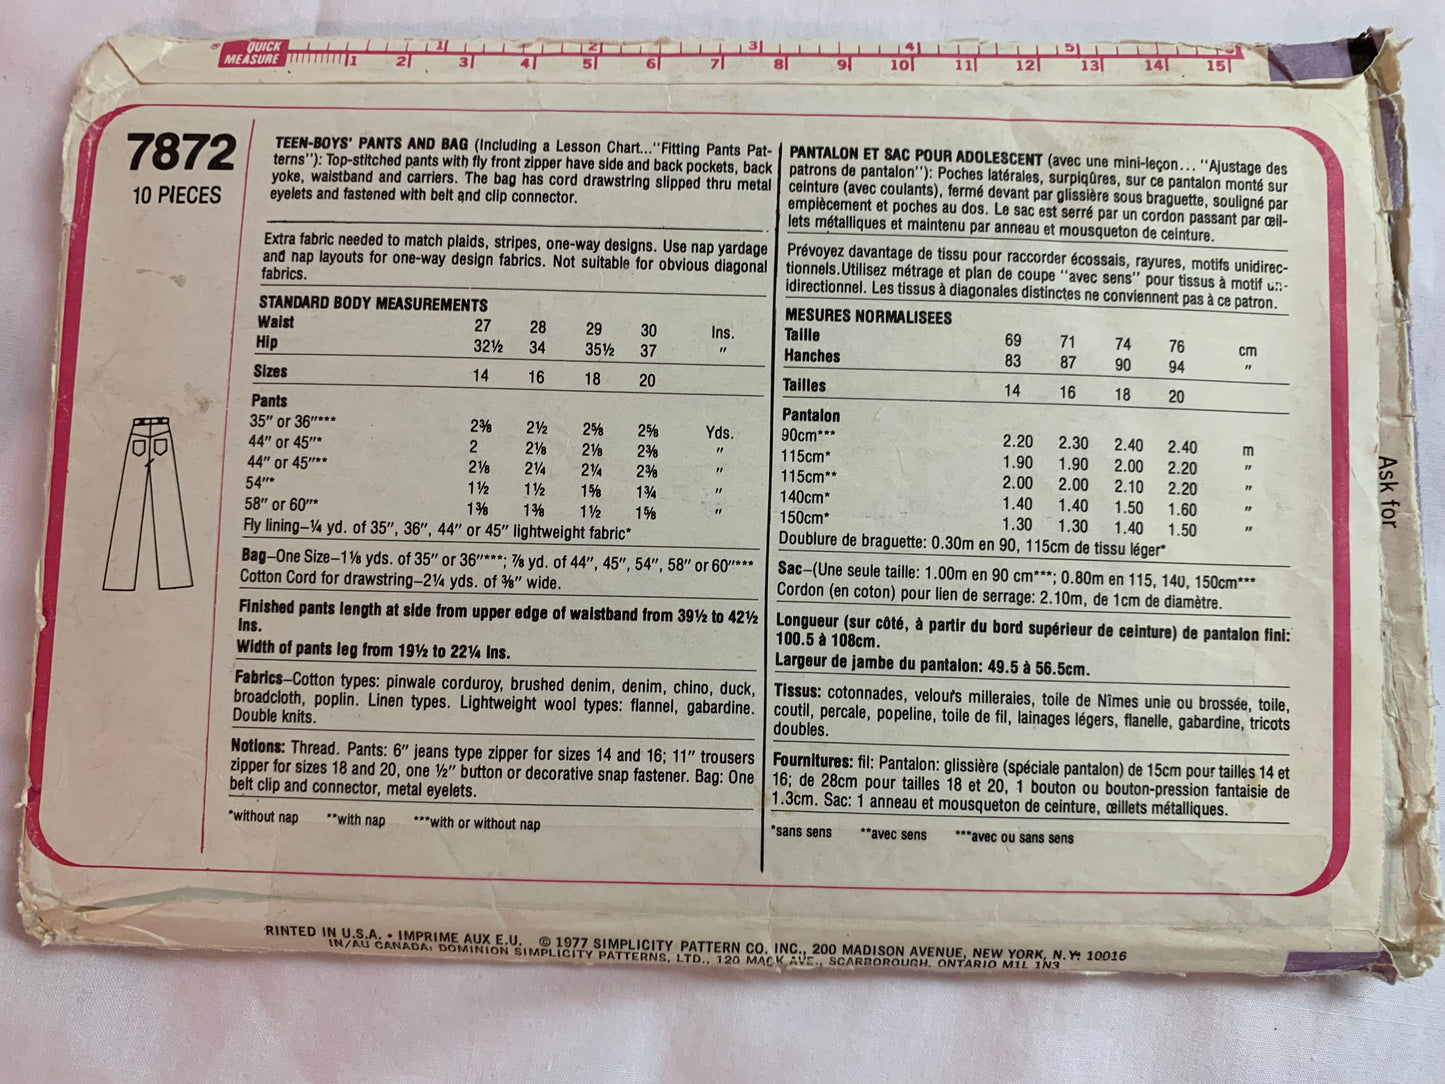 QUICK MEASURE
1 2 3 4 5
1 2 3 4 5 6 7 8 9 10 11 12 13 14 15
7872
10 PIECES
TEEN-BOYS' PANTS AND BAG (Including a Lesson Chart..."Fitting Pants Pat-
terns"): Top-stitched pants with fly front zipper have side and back pockets, back
yoke, waistband and carriers. The bag has cord drawstring slipped thru metal
eyelets and fastened with belt and clip connector.
Extra fabric needed to match plaids, stripes, one-way designs. Use nap yardage
and nap layouts for one-way design fabrics. Not suitable for obvious diagonal
fabrics.
STANDARD BODY MEASUREMENTS
Waist 27 28 29 30 Ins.
Hip 32½ 34 35½ 37 "
Sizes 14 16 18 20
Pants
35" or 36"*** 2⅜ 2½ 2⅝ 2⅝ Yds.
44" or 45"* 2 2⅛ 2⅛ 2⅜ "
44" or 45"** 2⅛ 2¼ 2¼ 2⅜ "
54"* 1½ 1½ 1⅝ 1¾ "
58" or 60"* 1⅜ 1⅜ 1½ 1⅝ "
Fly lining–¼ yd. of 35", 36", 44" or 45" lightweight fabric*
Bag–One Size–1⅛ yds. of 35" or 36"***; ⅞ yd. of 44", 45", 54", 58" or 60"***
Cotton Cord for drawstring–2¼ yds. of ⅜" wide.
Finished pants length at side from upper edge of waistband from 39½ to 42½
Ins.
Width of pants leg from 19½ to 22¼ Ins.
Fabrics–Cotton types: pinwale corduroy, brushed denim, denim, chino, duck,
broadcloth, poplin. Linen types. Lightweight wool types: flannel, gabardine.
Double knits.
Notions: Thread. Pants: 6" jeans type zipper for sizes 14 and 16; 11" trousers
zipper for sizes 18 and 20, one ½" button or decorative snap fastener. Bag: One
belt clip and connector, metal eyelets.
*without nap **with nap ***with or without nap
PANTALON ET SAC POUR ADOLESCENT (avec une mini-leçon... "Ajustage des
patrons de pantalon"): Poches latérales, surpiqûres, sur ce pantalon monté sur
ceinture (avec coulants), fermé devant par glissière sous braguette, souligné par
emplècement et poches au dos. Le sac est serré par un cordon passant par œil-
lets métalliques et maintenu par anneau et mousqueton de ceinture.
Prévoyez davantage de tissu pour raccorder écossais, rayures, motifs unidirec-
tionnels.Utilisez métrage et plan de coupe "avec sens" pour tissus à motif un-
idirectionnel. Les tissus à diagonales distinctes ne conviennent pas à ce patron.
MESURES NORMALISEES
Taille 69 71 74 76 cm
Hanches 83 87 90 94 "
Tailles 14 16 18 20
Pantalon
90cm*** 2.20 2.30 2.40 2.40 m
115cm* 1.90 1.90 2.00 2.20 "
115cm** 2.00 2.00 2.10 2.20 "
140cm* 1.40 1.40 1.50 1.60 "
150cm* 1.30 1.30 1.40 1.50 "
Doublure de braguette: 0.30m en 90, 115cm de tissu léger*
Sac–(Une seule taille: 1.00m en 90 cm***; 0.80m en 115, 140, 150cm***
Cordon (en coton) pour lien de serrage: 2.10m, de 1cm de diamètre.
Longueur (sur côté, à partir du bord supérieur de ceinture) de pantalon fini:
100.5 à 108cm.
Largeur de jambe du pantalon: 49.5 à 56.5cm.
Tissus: cotonnades, velours milleraies, toile de Nîmes unie ou brossée, toile,
coutil, percale, popeline, toile de fil, lainages légers, flanelle, gabardine, tricots
doubles.
Fournitures: fil: Pantalon: glissière (spéciale pantalon) de 15cm pour tailles 14 et
16; de 28cm pour tailles 18 et 20, 1 bouton ou bouton-pression fantaisie de
1.3cm. Sac: 1 anneau et mousqueton de ceinture, œillets métalliques.
*sans sens **avec sens ***avec ou sans sens
Ask for
RINTED IN U.S.A. • IMPRIME AUX E.U. © 1977 SIMPLICITY PATTERN CO. INC., 200 MADISON AVENUE, NEW YORK, N.Y. 10016
IN/AU CANADA: DOMINION SIMPLICITY PATTERNS, LTD., 120 MACK AVE., SCARBOROUGH, ONTARIO M1L 1N3